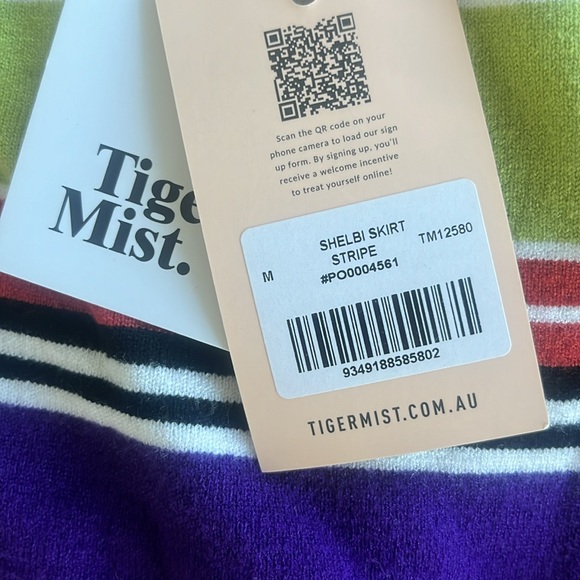 Tige
Mist.
Scan the QR code on your
phone camera to load our sign
up form. By signing up, you'll
receive a welcome incentive
to treat yourself online!
SHELBI SKIRT
STRIPE
TM12580
M
#PO0004561
9349188585802
TIGERMIST.COM.AU